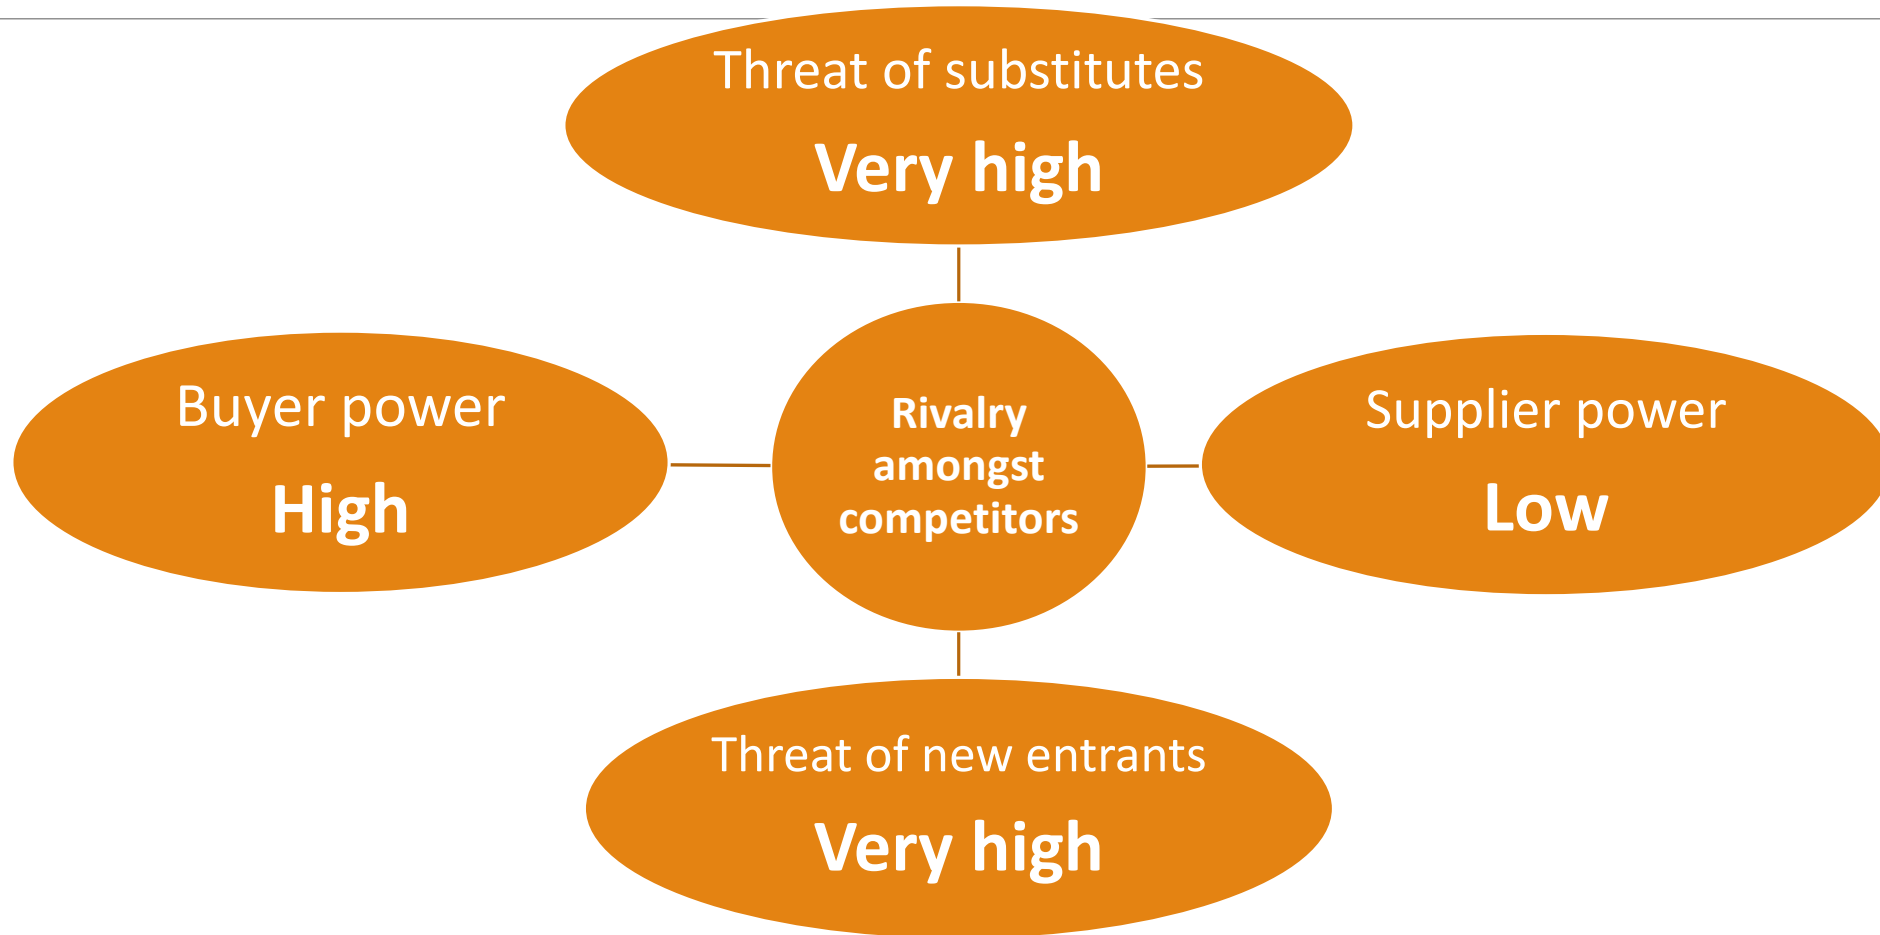 Threat of substitutes
Very high
Buyer power
High
Rivalry
amongst
competitors
Supplier power
Low
Threat of new entrants
Very high